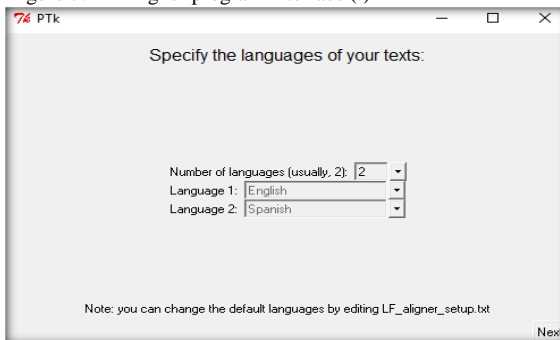 PTk
Specify the languages of your texts:
Number of languages (usually, 2): 2
Language 1: English
Language 2: Spanish
Note: you can change the default languages by editing LF_aligner_setup.txt
Next